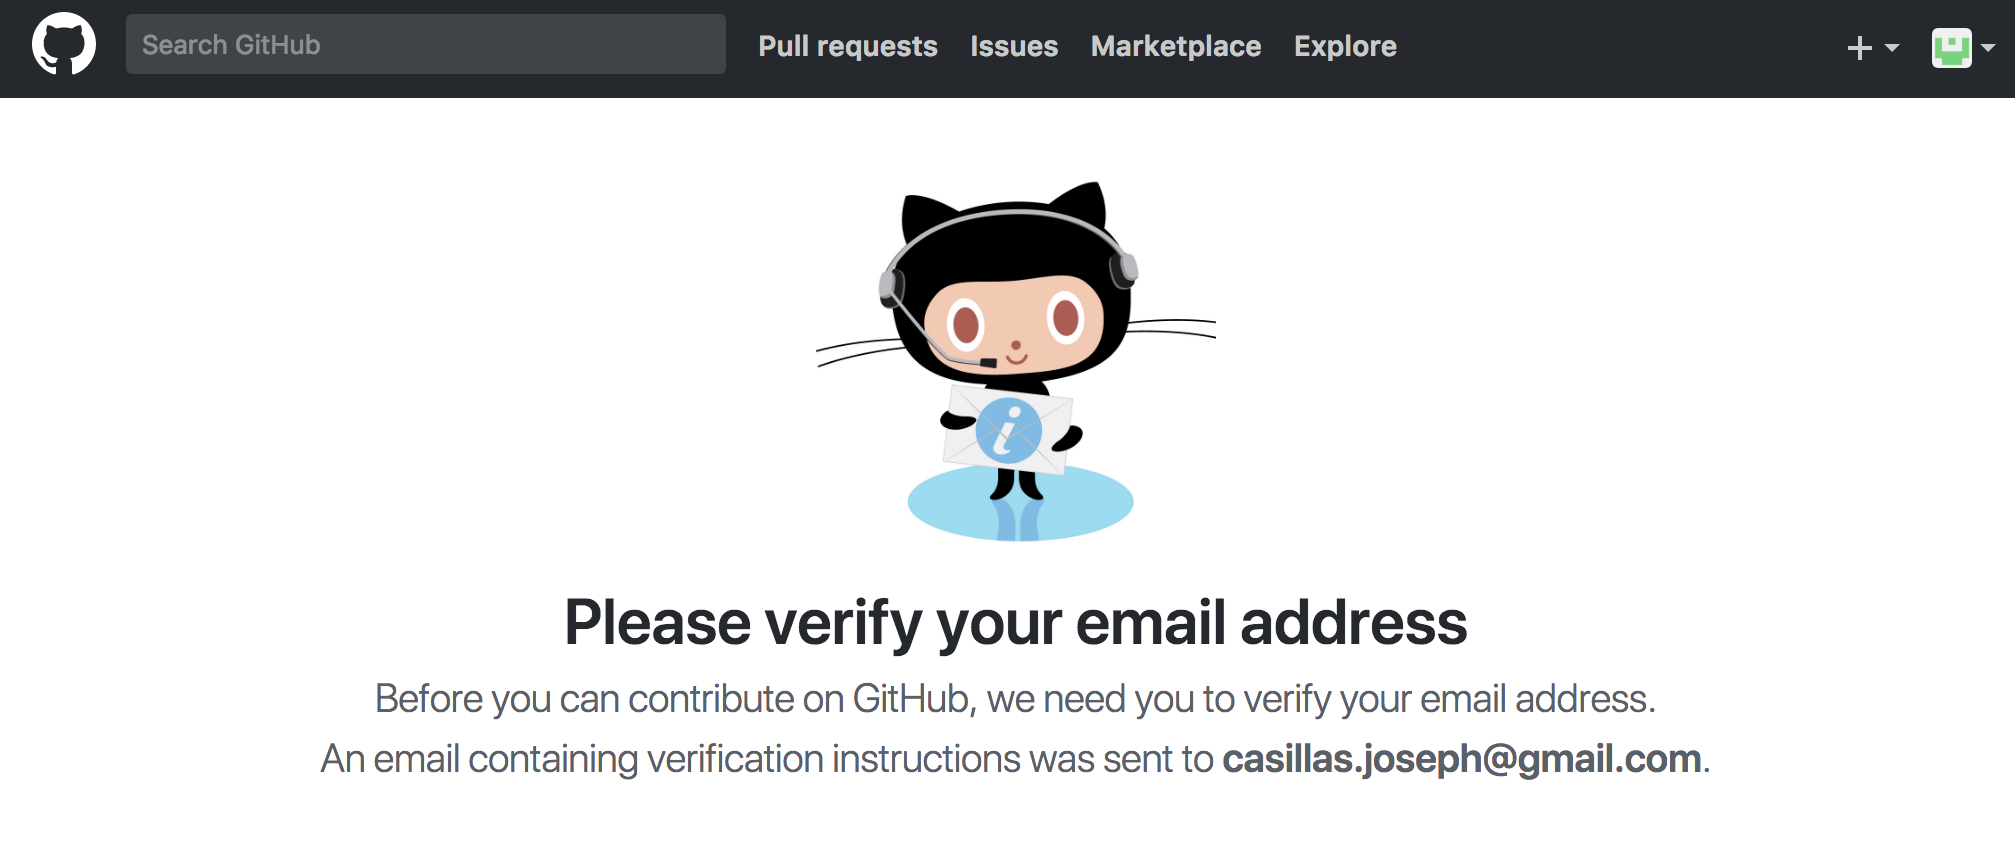 Search GitHub Pull requests Issues Marketplace Explore
i
Please verify your email address
Before you can contribute on GitHub, we need you to verify your email address.
An email containing verification instructions was sent to casillas.joseph@gmail.com.